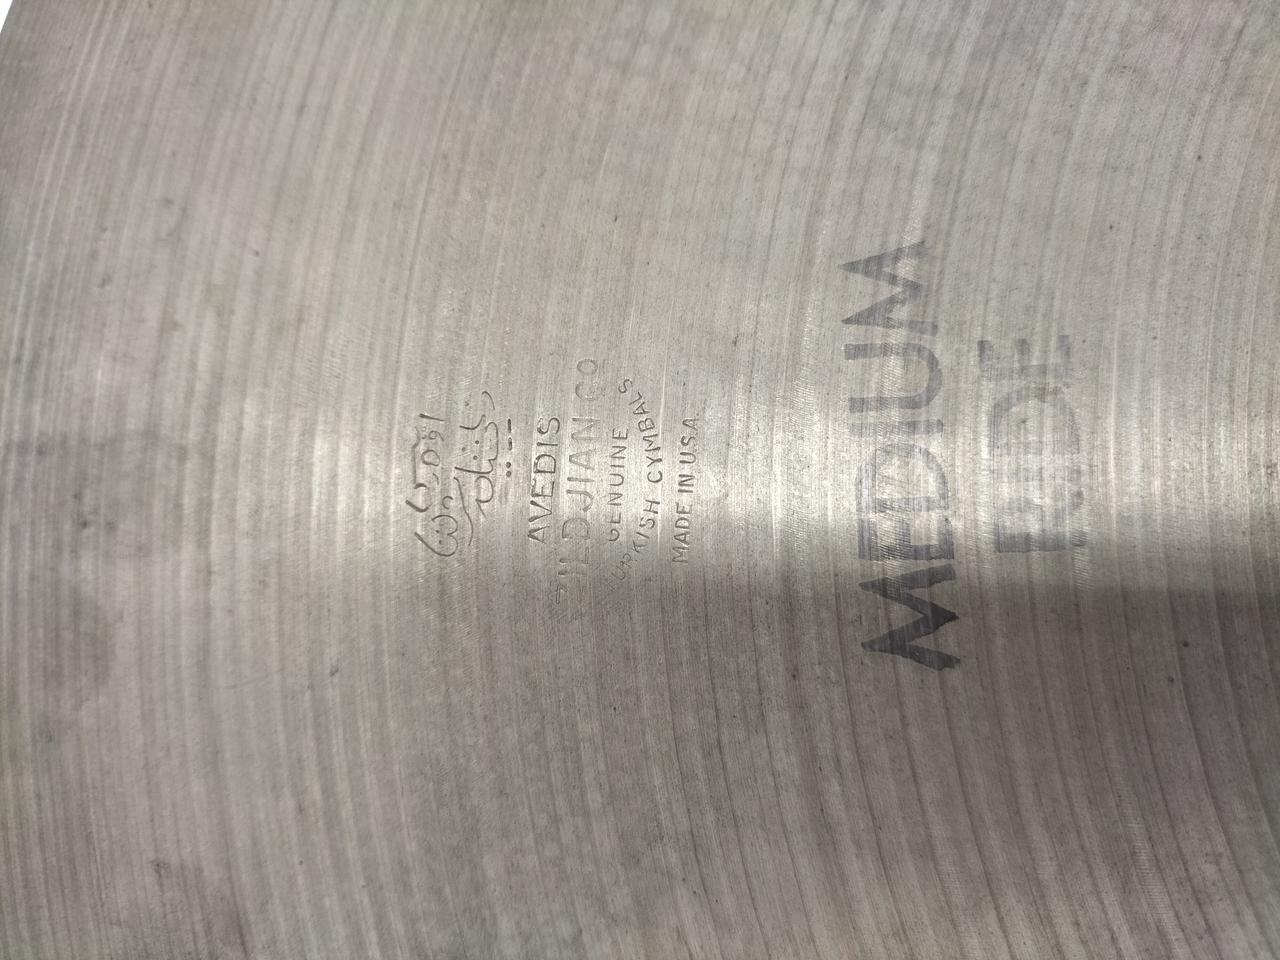 AVEDIS
ZILDJIAN CO
GENUINE
TURKISH CYMBALS
MADE IN U.S.A.
MEDIUM
RIDE